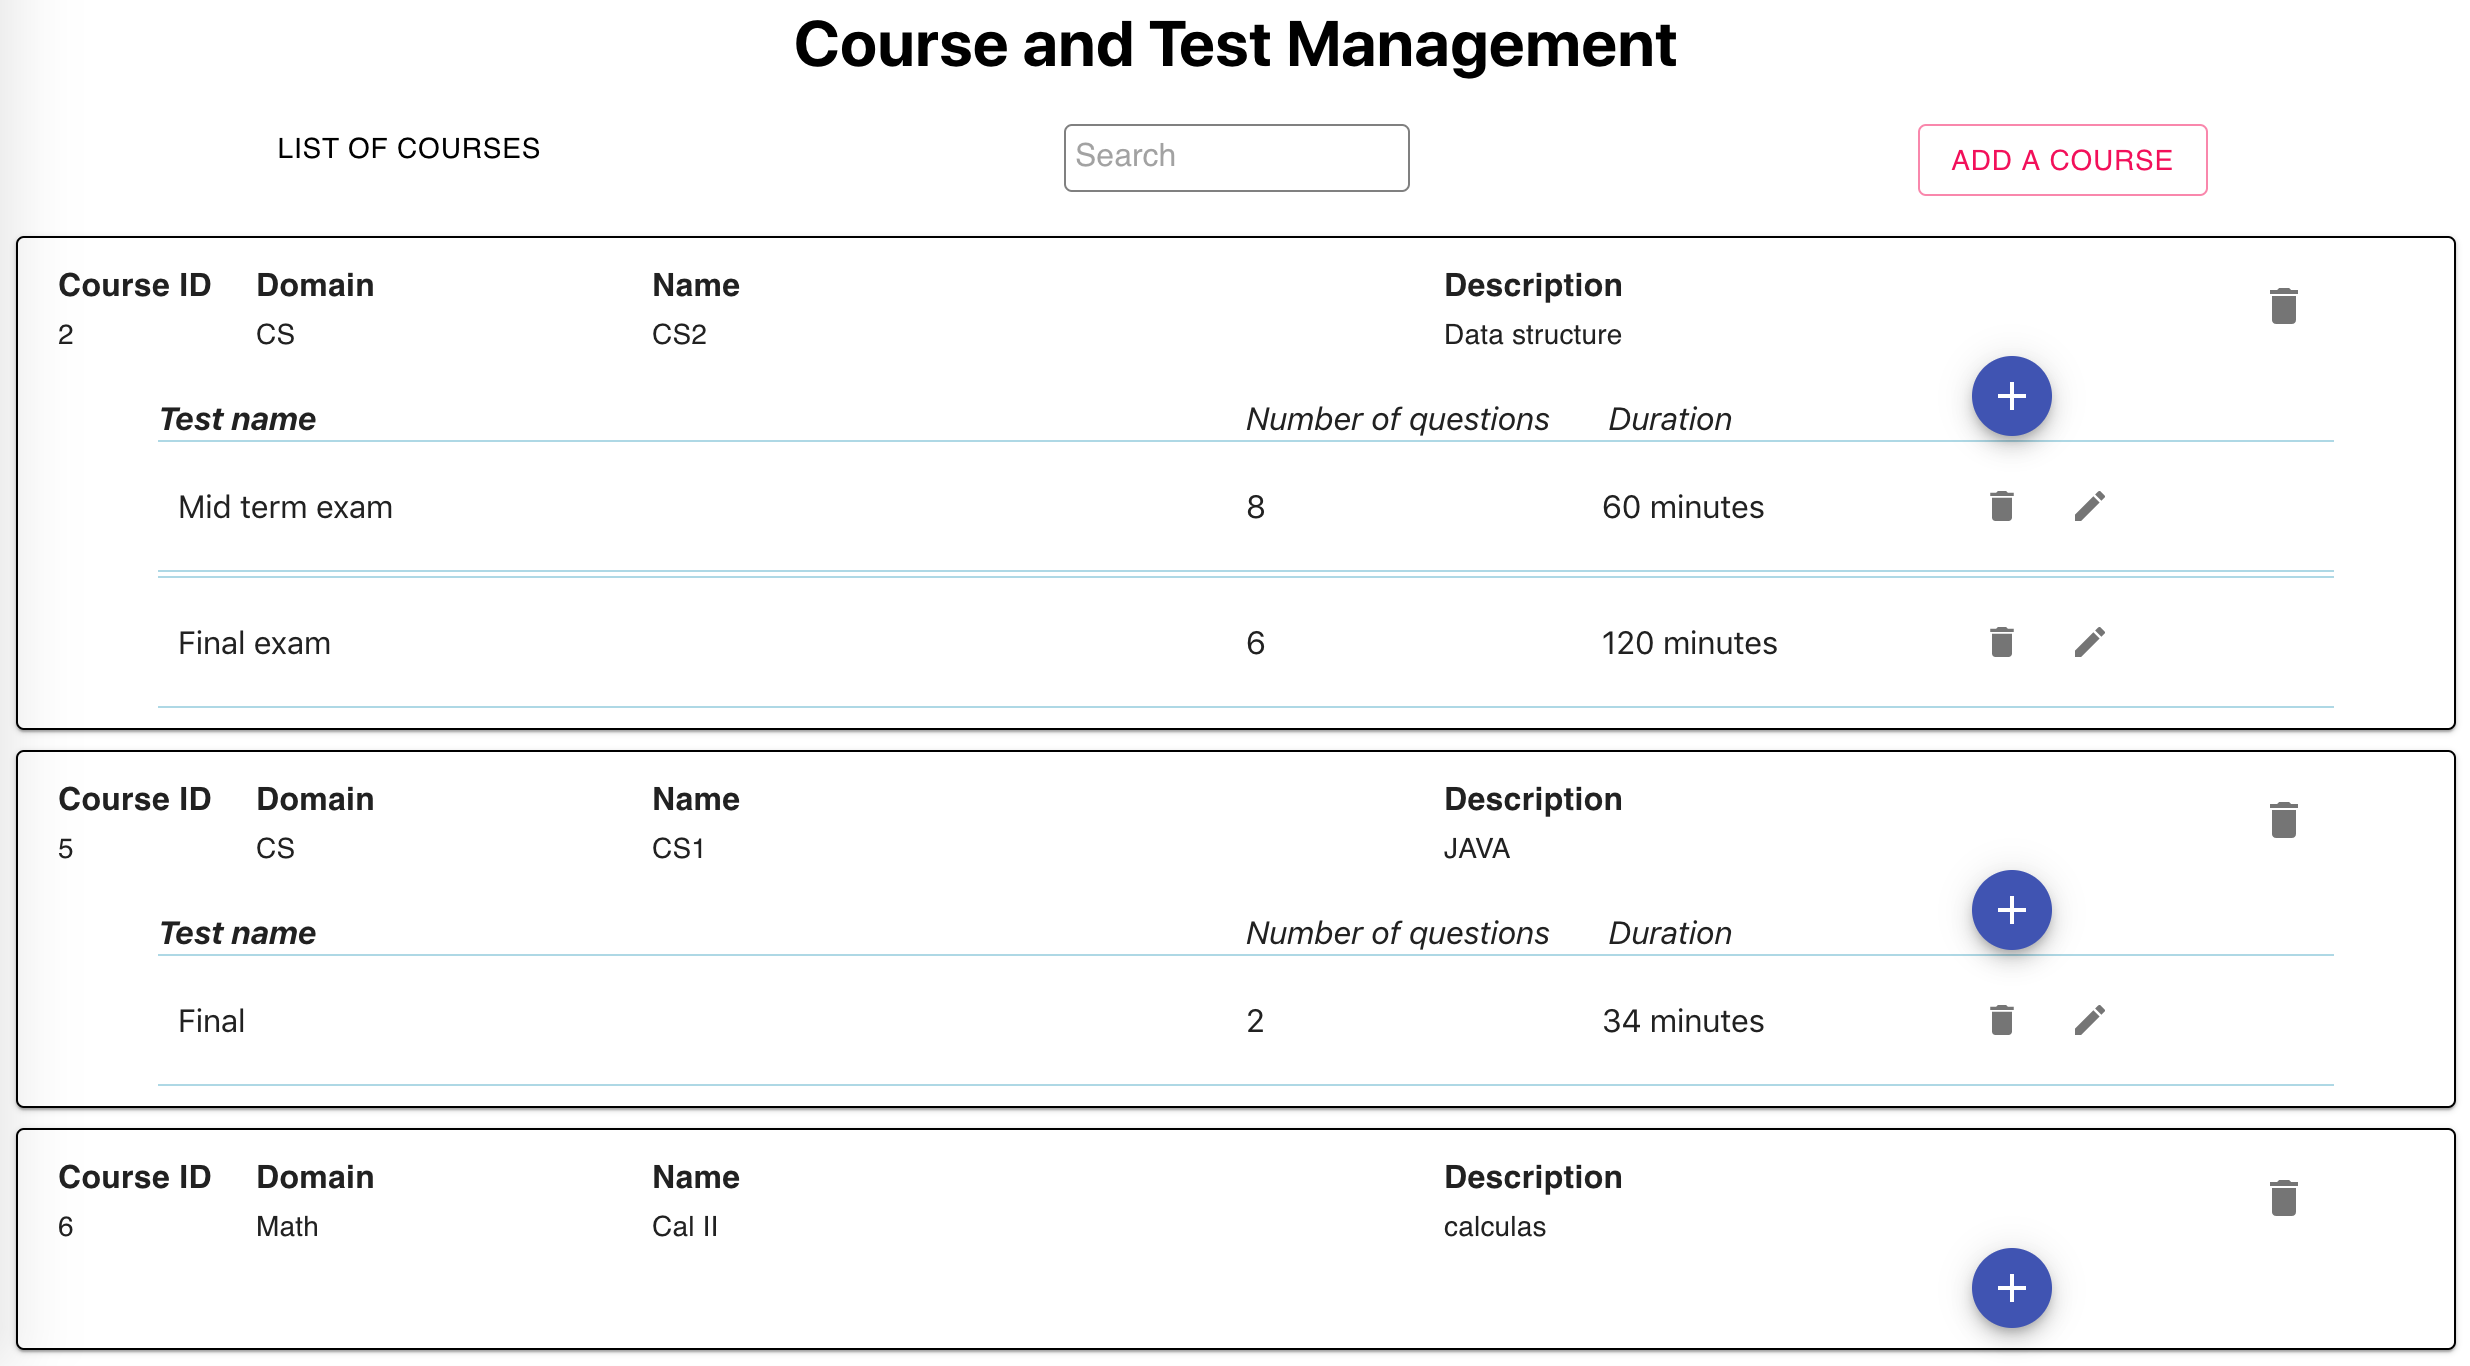 Course and Test Management
LIST OF COURSES Search ADD A COURSE
Course ID Domain Name Description
2 CS CS2 Data structure
Test name Number of questions Duration
Mid term exam 8 60 minutes
Final exam 6 120 minutes
Course ID Domain Name Description
5 CS CS1 JAVA
Test name Number of questions Duration
Final 2 34 minutes
Course ID Domain Name Description
6 Math Cal II calculas